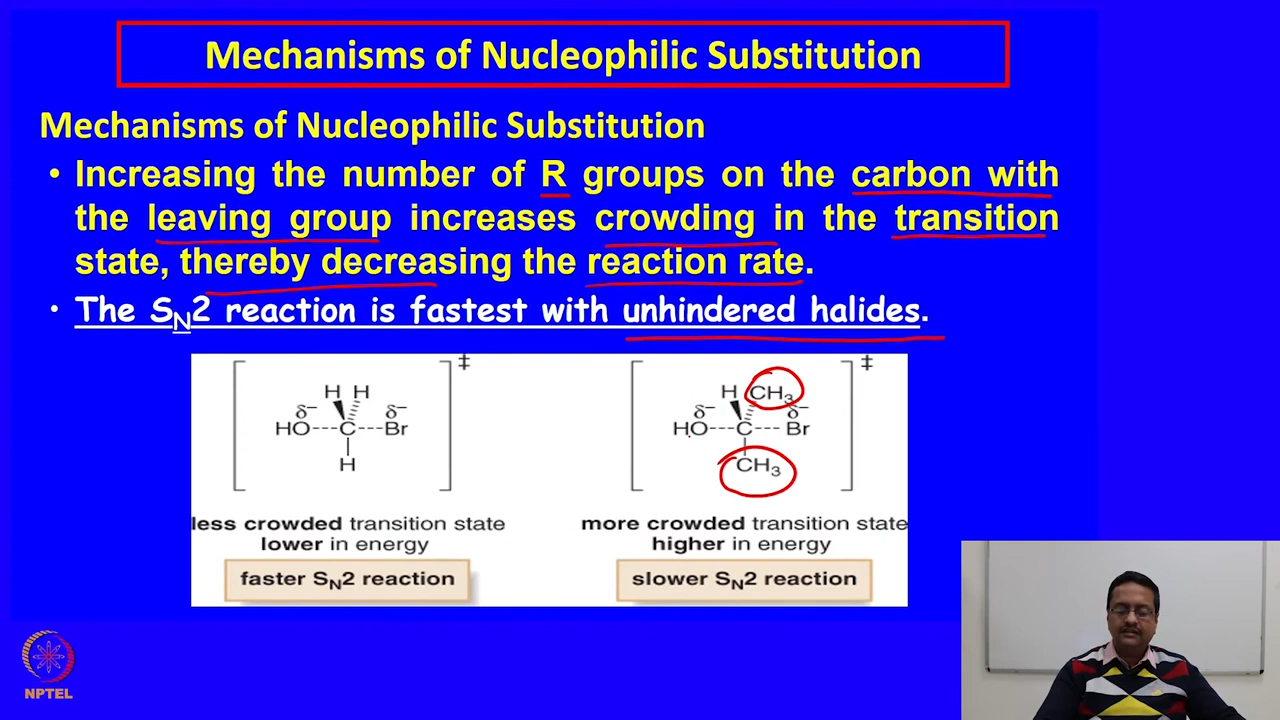 Mechanisms of Nucleophilic Substitution
Mechanisms of Nucleophilic Substitution
• Increasing the number of R groups on the carbon with
the leaving group increases crowding in the transition
state, thereby decreasing the reaction rate.
• The SN2 reaction is fastest with unhindered halides.
‡
H H
δ− δ−
HO---C---Br
H
less crowded transition state
lower in energy
faster SN2 reaction
‡
H CH3
δ− δ−
HO---C---Br
CH3
more crowded transition state
higher in energy
slower SN2 reaction
NPTEL